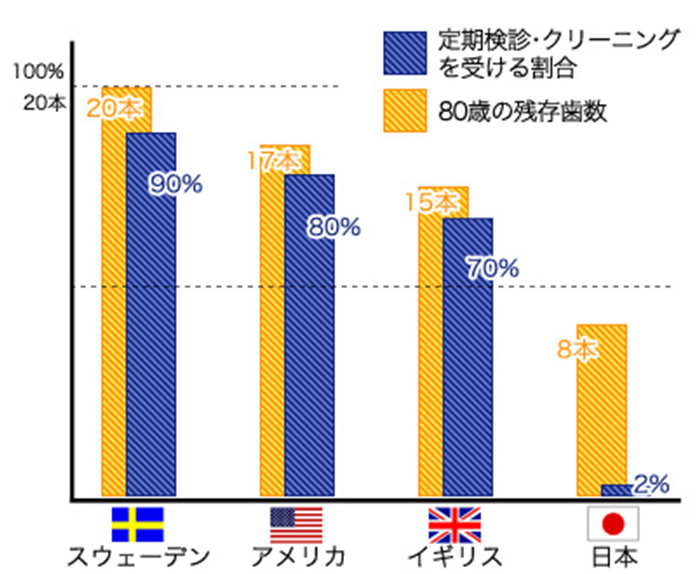 定期検診・クリーニング
を受ける割合
80歳の残存歯数
100%
20本
20本
90%
17本
80%
15本
70%
8本
2%
スウェーデン
アメリカ
イギリス
日本